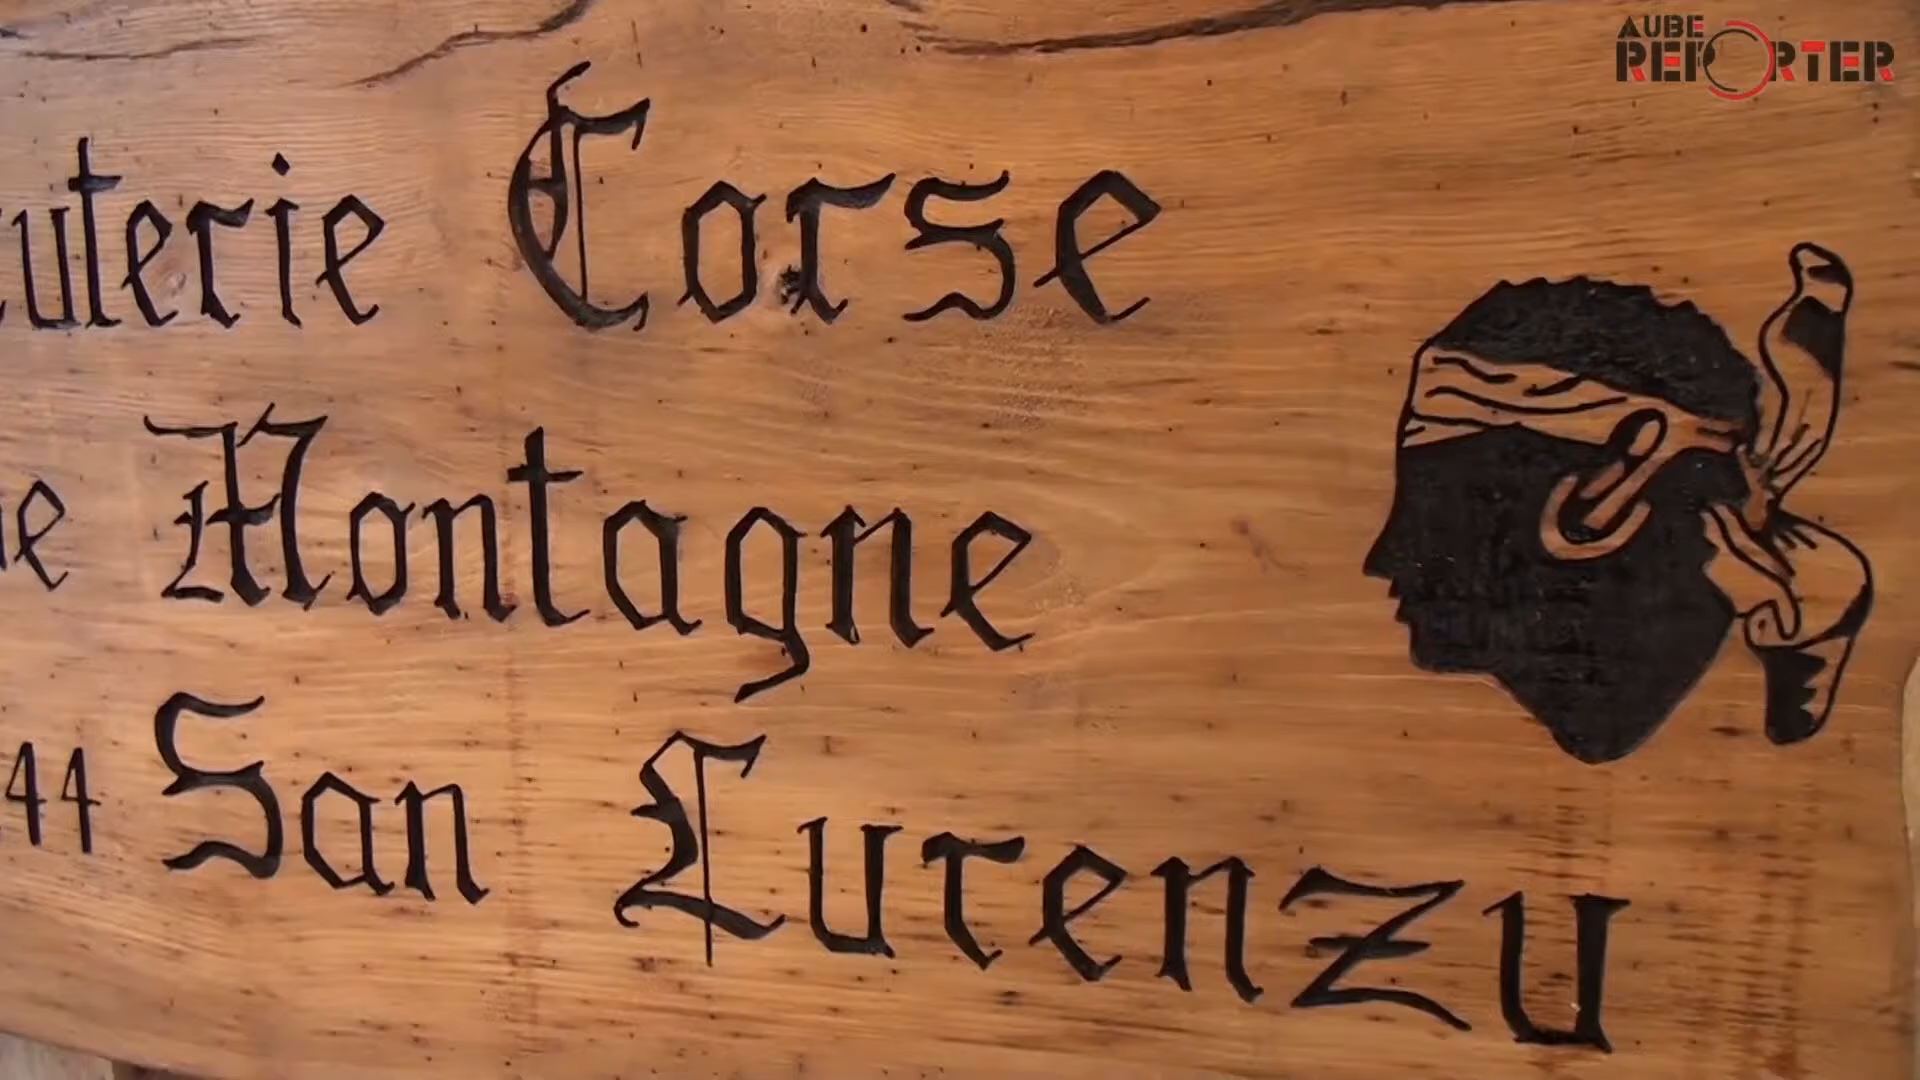 AUBE
REPORTER
uterie Corse
e Montagne
44 San Lurenzu